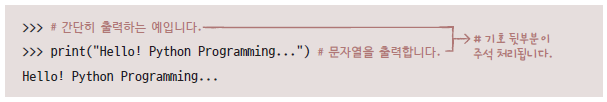 >>> # 간단히 출력하는 예입니다.
>>> print("Hello! Python Programming...") # 문자열을 출력합니다.
Hello! Python Programming...
# 기호 뒷부분이
주석 처리됩니다.